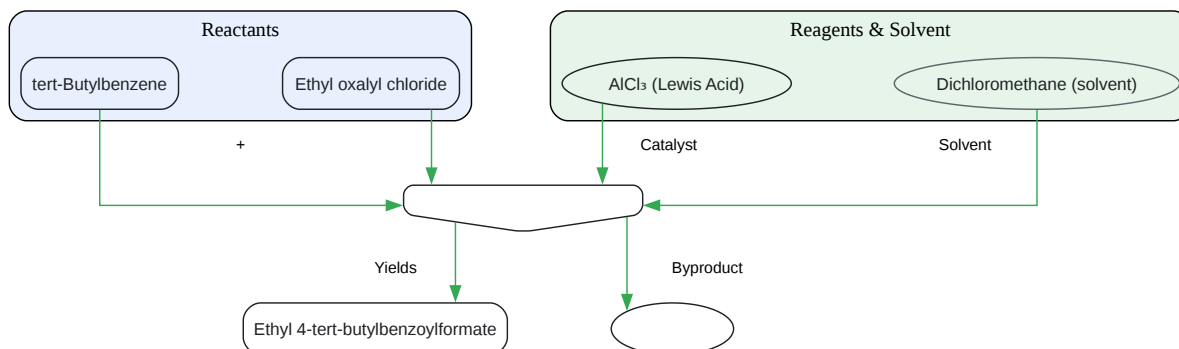 Reactants
Reagents & Solvent
tert-Butylbenzene
Ethyl oxalyl chloride
AlCl₃ (Lewis Acid)
Dichloromethane (solvent)
+
Catalyst
Solvent
Yields
Byproduct
Ethyl 4-tert-butylbenzoylformate